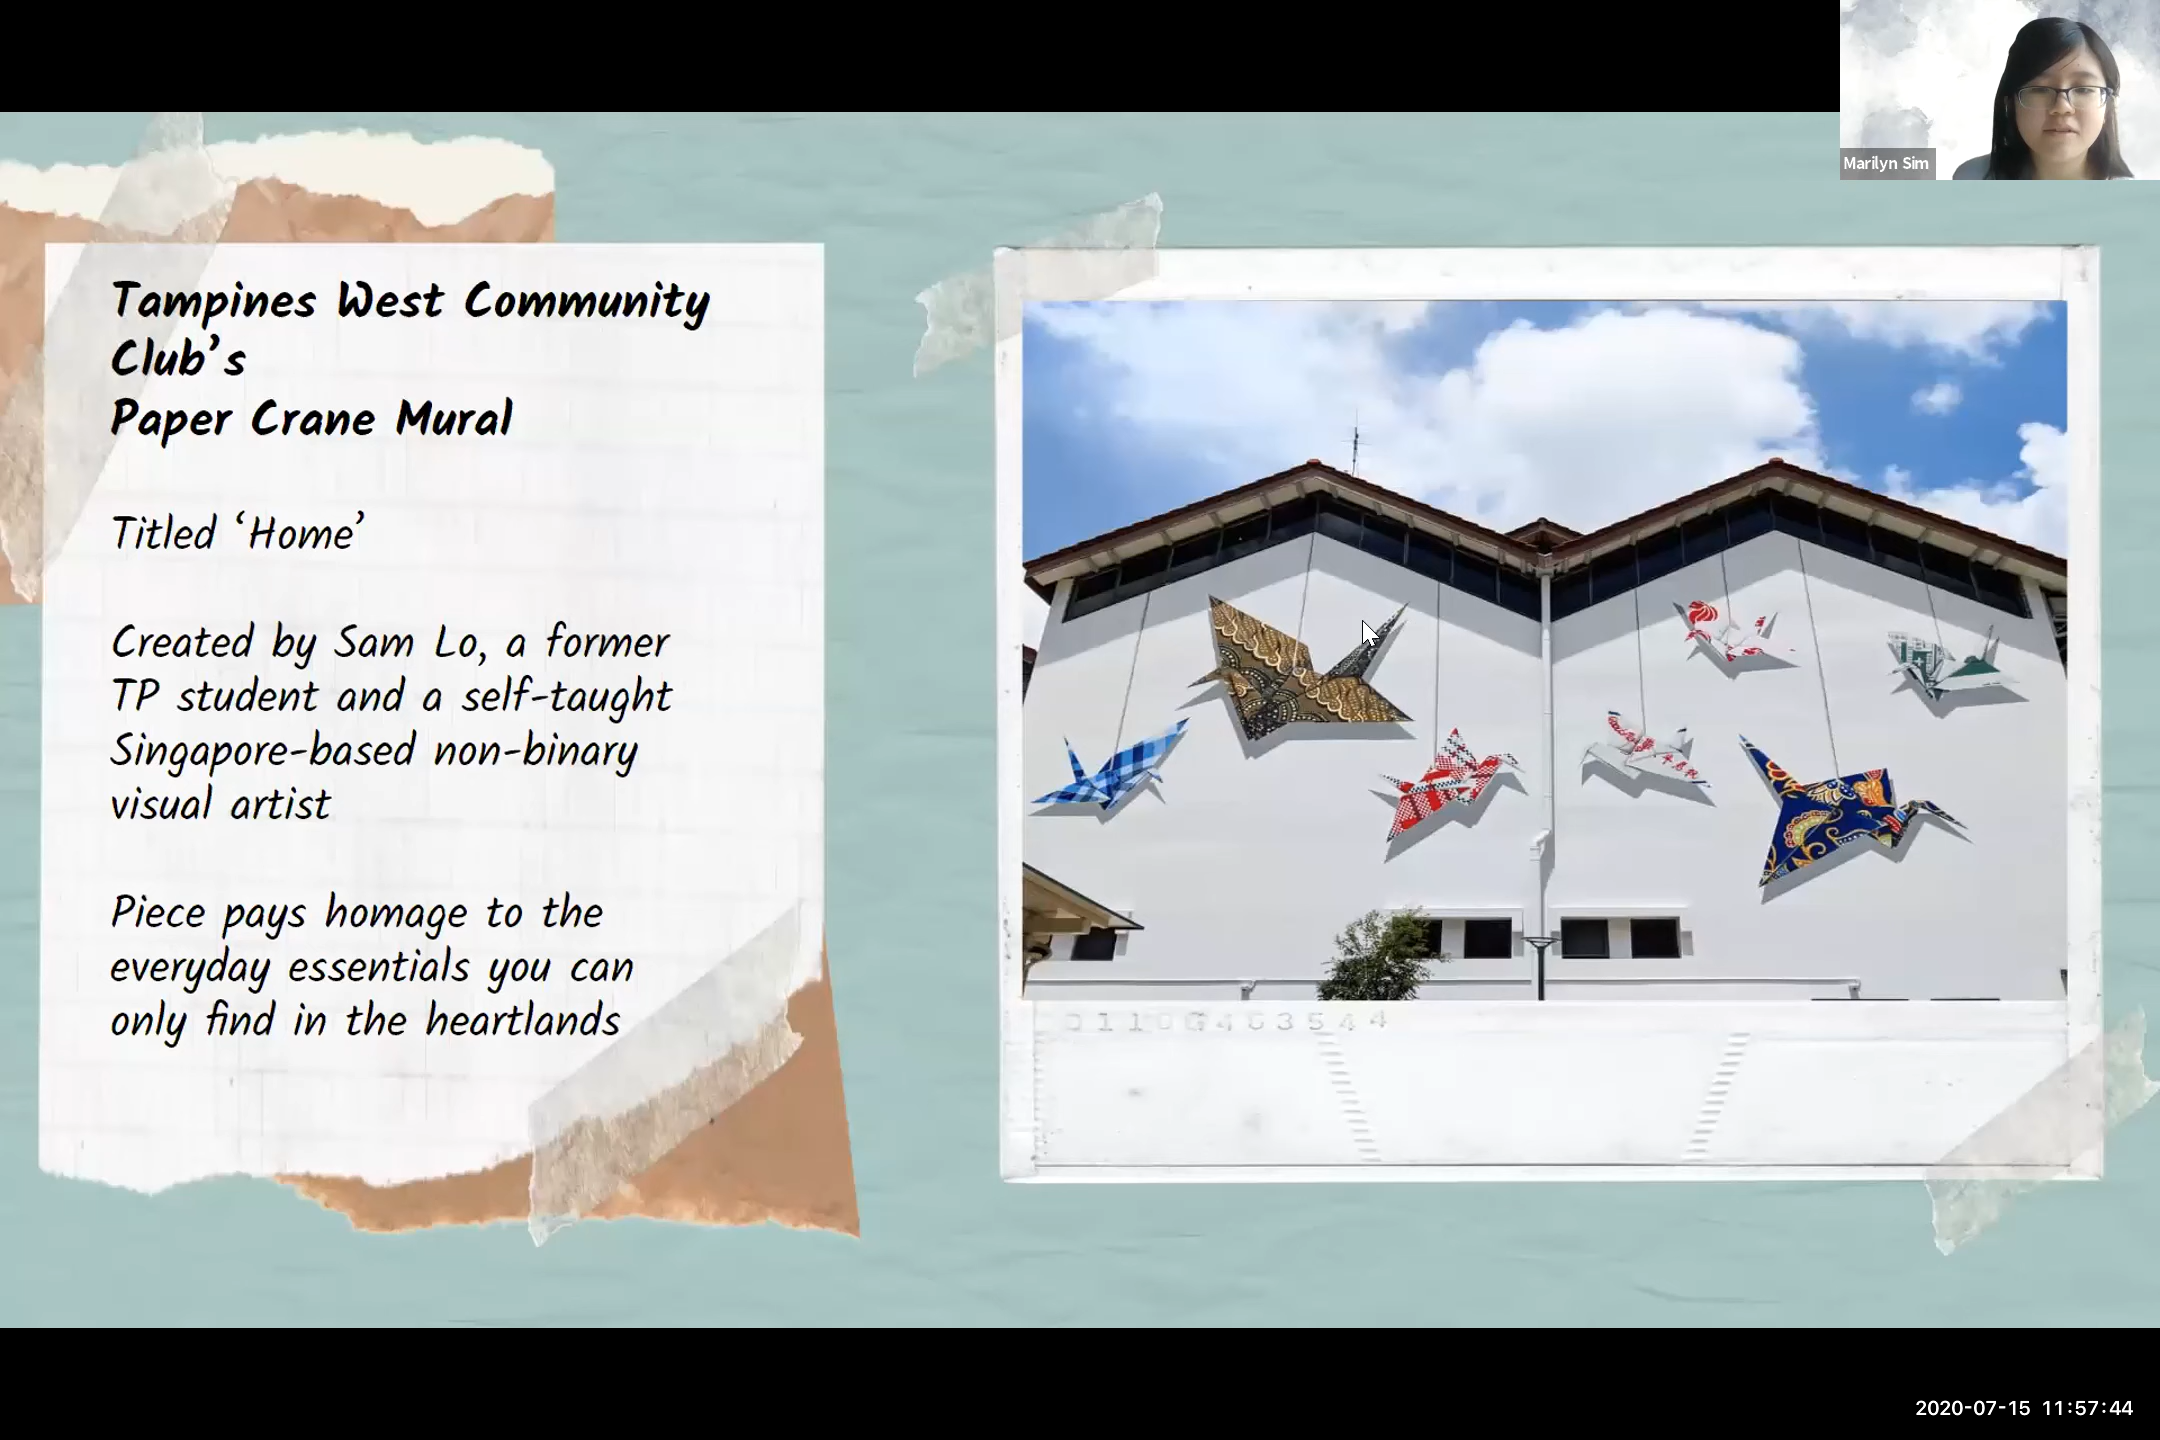 Marilyn Sim
Tampines West Community
Club's
Paper Crane Mural
Titled ‘Home’
Created by Sam Lo, a former
TP student and a self-taught
Singapore-based non-binary
visual artist
Piece pays homage to the
everyday essentials you can
only find in the heartlands
2020-07-15 11:57:44